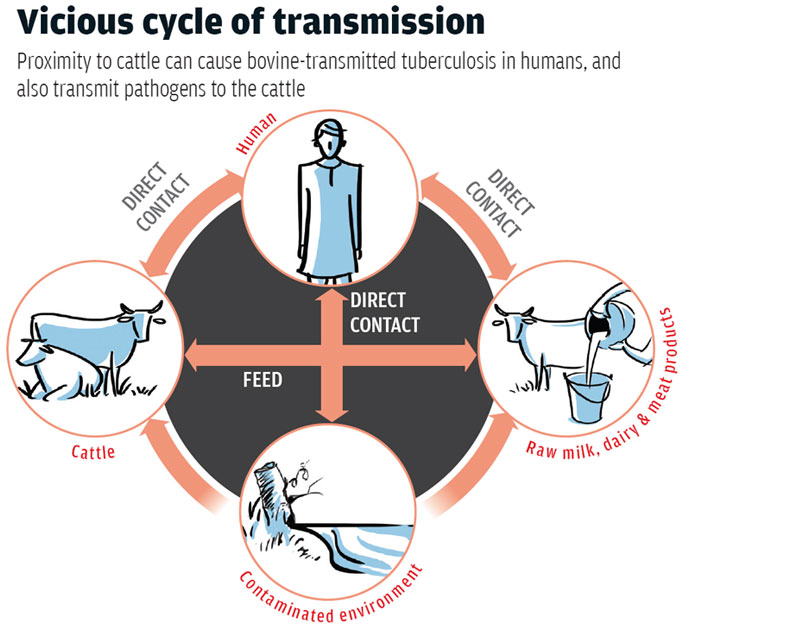 Vicious cycle of transmission
Proximity to cattle can cause bovine-transmitted tuberculosis in humans, and
also transmit pathogens to the cattle
Human
DIRECT
CONTACT
DIRECT
CONTACT
DIRECT
CONTACT
FEED
Cattle
Raw milk, dairy & meat products
Contaminated environment